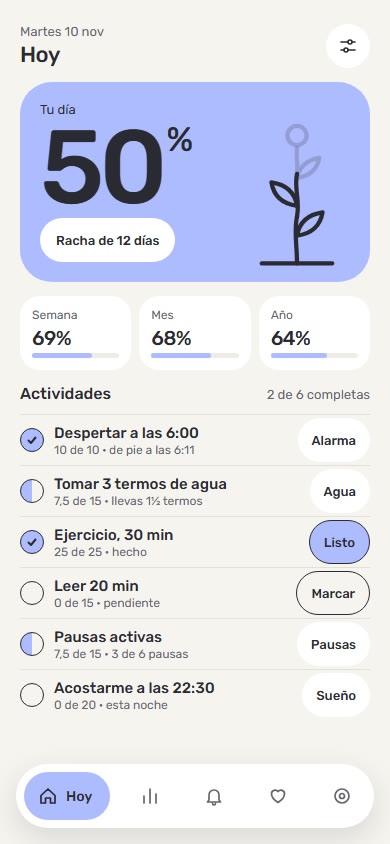 Martes 10 nov
Hoy
Tu día
50%
Racha de 12 días
Semana
69%
Mes
68%
Año
64%
Actividades
2 de 6 completas
Despertar a las 6:00
10 de 10 • de pie a las 6:11
Alarma
Tomar 3 termos de agua
7,5 de 15 • llevas 1½ termos
Agua
Ejercicio, 30 min
25 de 25 • hecho
Listo
Leer 20 min
0 de 15 • pendiente
Marcar
Pausas activas
7,5 de 15 • 3 de 6 pausas
Pausas
Acostarme a las 22:30
0 de 20 • esta noche
Sueño
Hoy